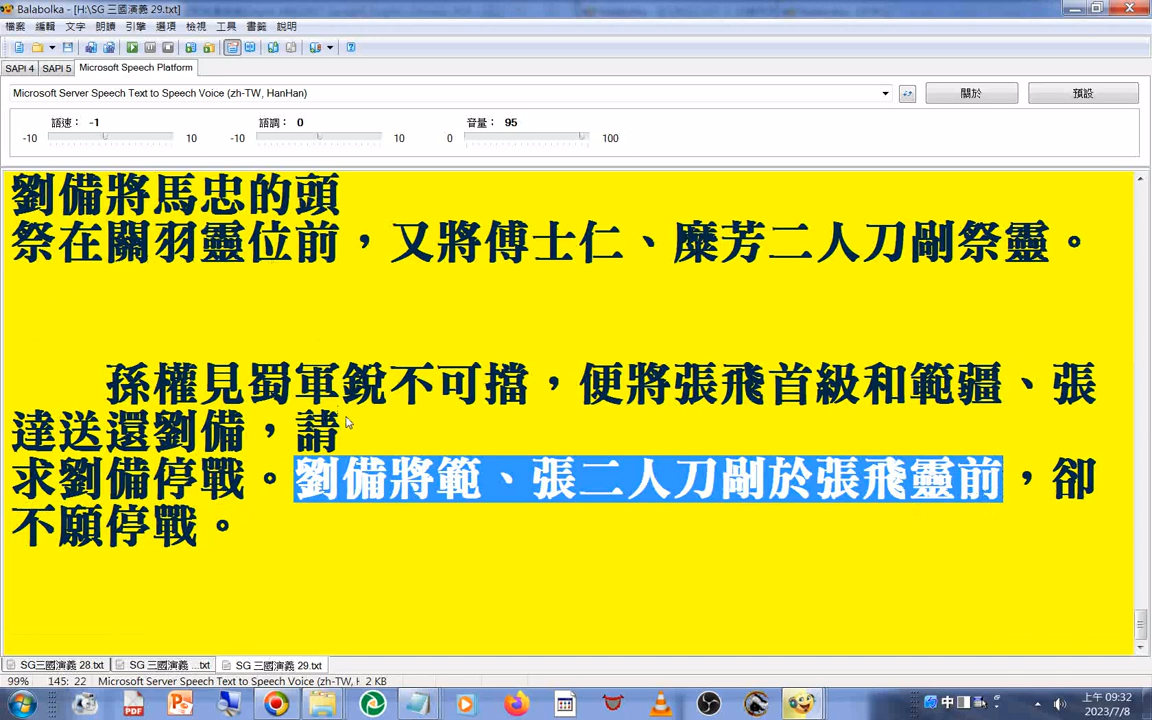 Balabolka - [H:\SG 三國演義 29.txt]
檔案 編輯 文字 朗讀 引擎 選項 檢視 工具 書籤 說明
SAPI 4 SAPI 5 Microsoft Speech Platform
Microsoft Server Speech Text to Speech Voice (zh-TW, HanHan)
關於 預設
語速： -1 語調： 0 音量： 95
-10 10 -10 10 0 100
劉備將馬忠的頭
祭在關羽靈位前，又將傅士仁、糜芳二人刀剮祭靈。
孫權見蜀軍銳不可擋，便將張飛首級和範疆、張
達送還劉備，請
求劉備停戰。劉備將範、張二人刀剮於張飛靈前，卻
不願停戰。
SG三國演義 28.txt SG 三國演義 ...txt SG 三國演義 29.txt
99% 145: 22 Microsoft Server Speech Text to Speech Voice (zh-TW, H 2 KB
中
上午 09:32
2023/7/8